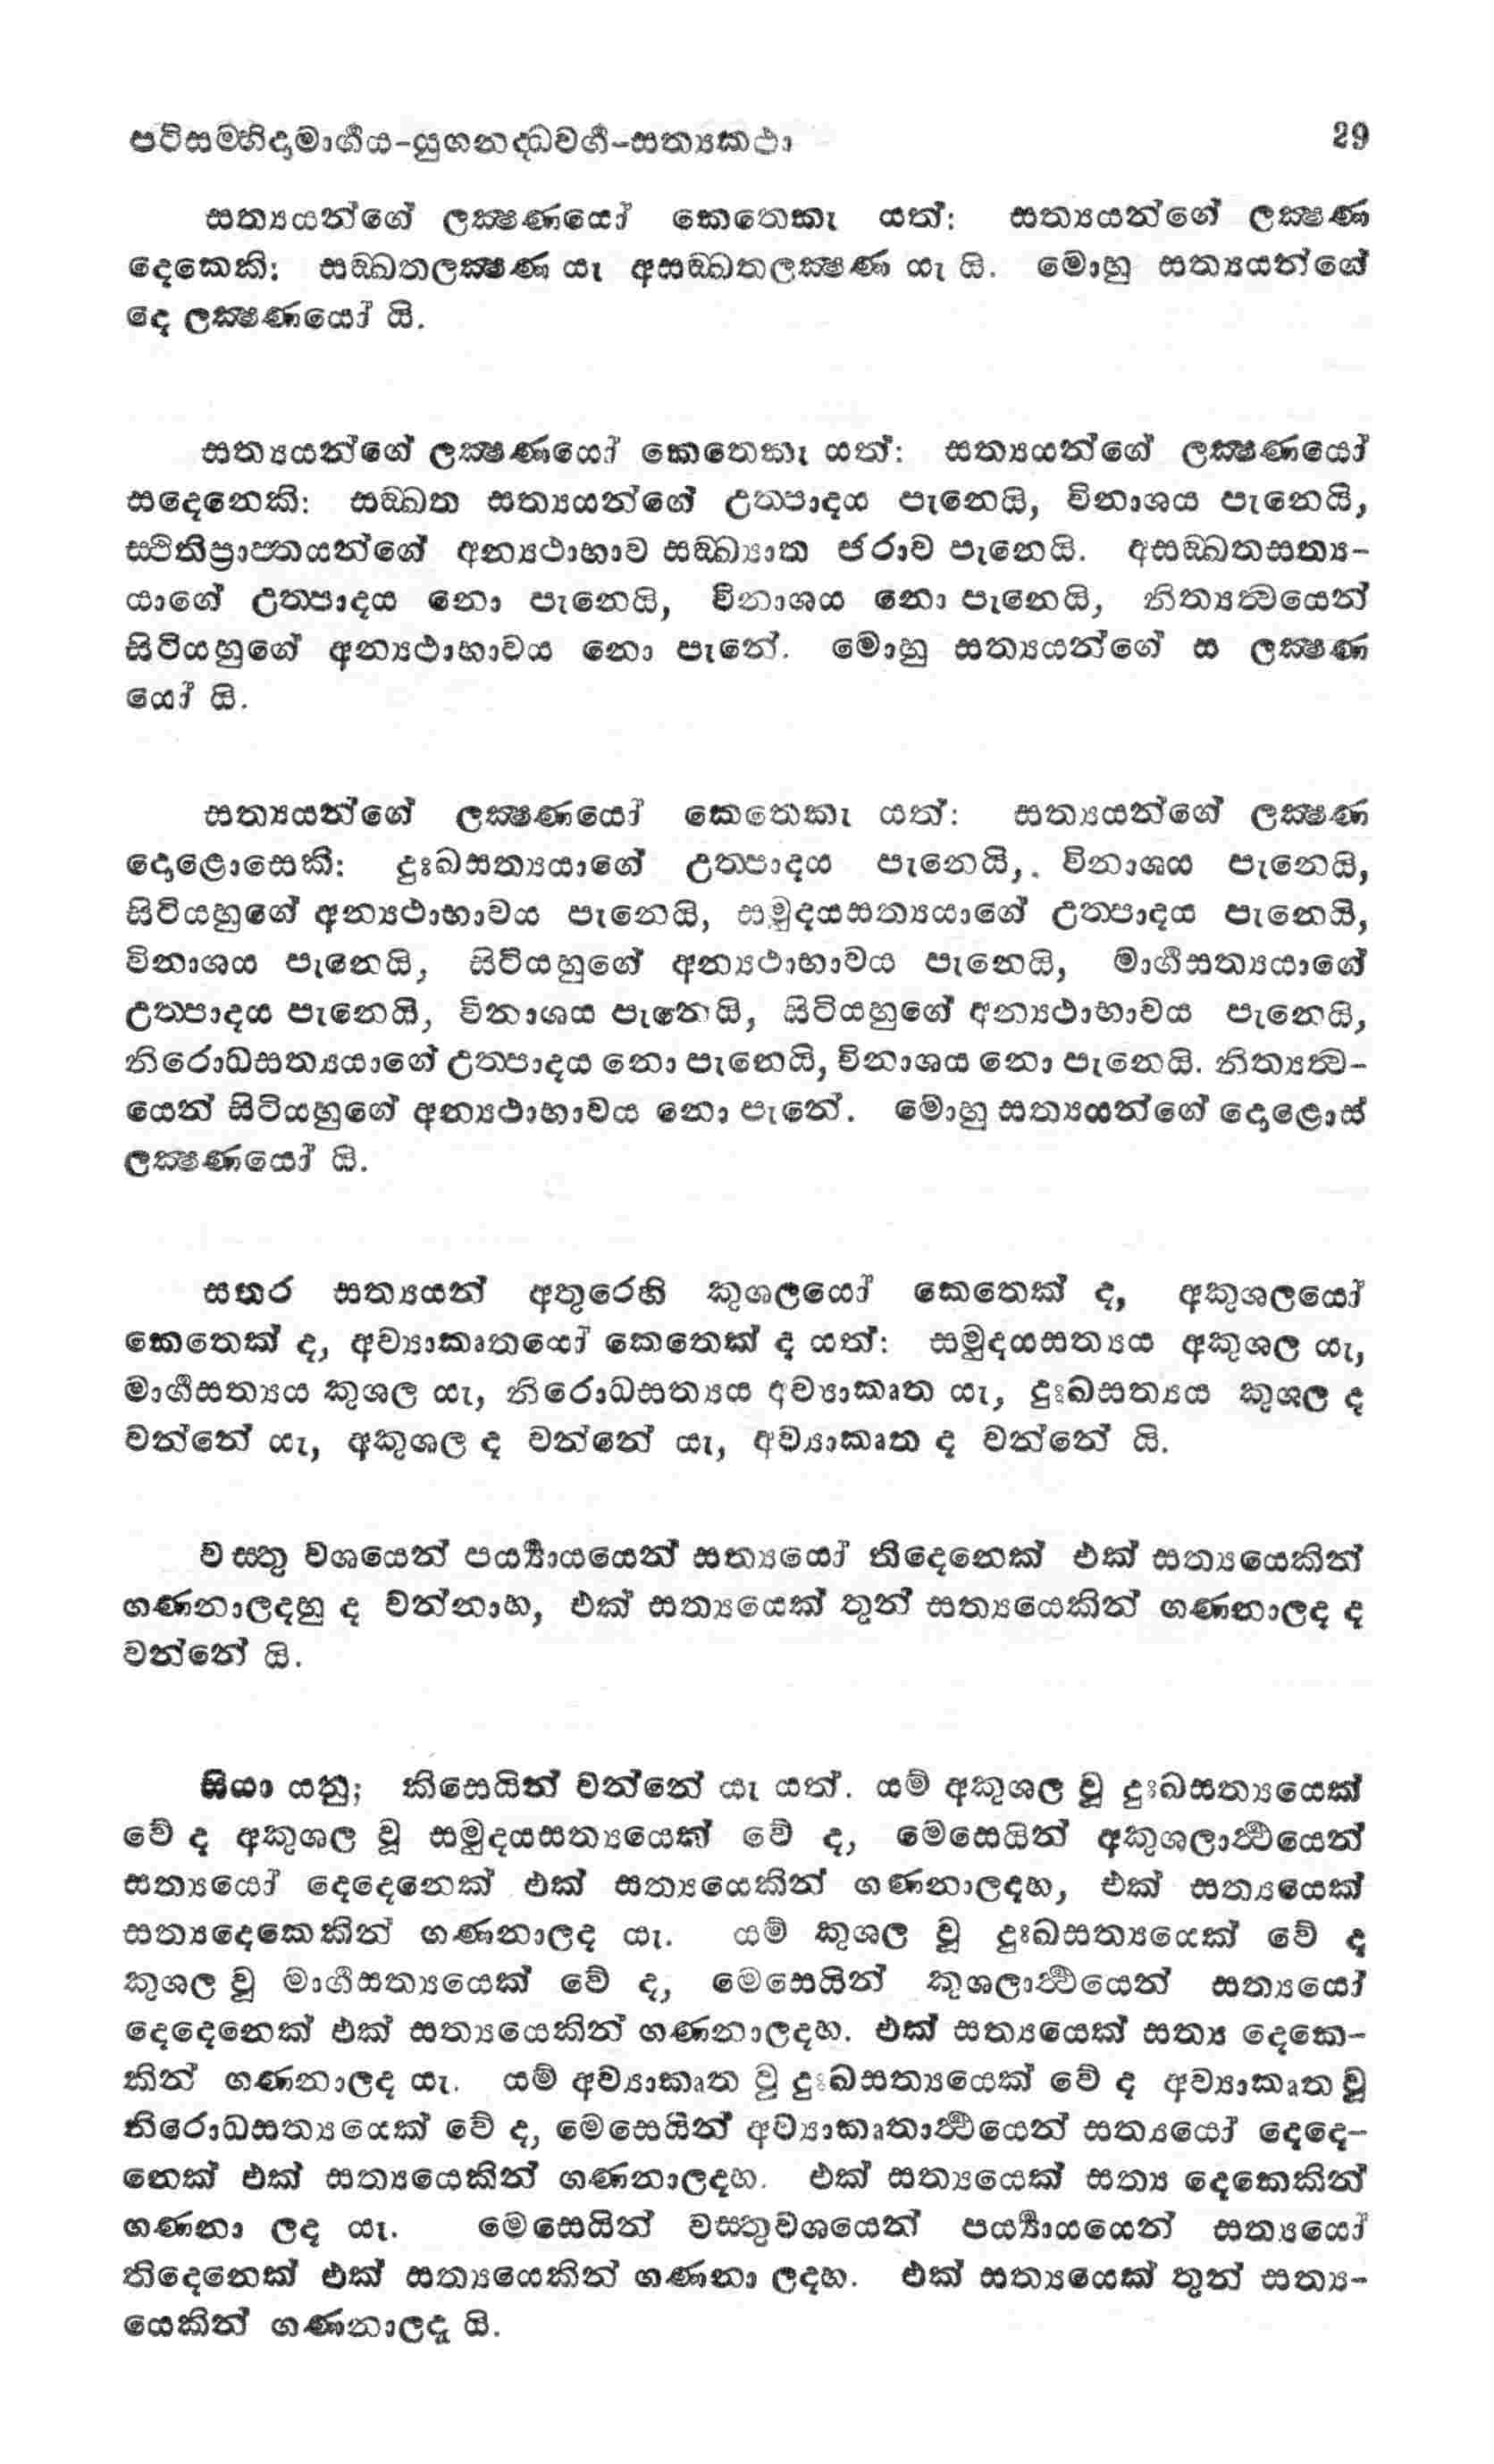 පටිසම්භිදාමාර්‍ගය-යුගනද්ධවර්‍ග-සත්‍යකථා 29
සත්‍යයන්ගේ ලක්‍ෂණයෝ කෙතෙකැ යත්: සත්‍යයන්ගේ ලක්‍ෂණ
දෙකෙකි: සඞ්ඛතලක්‍ෂණ යැ අසඞ්ඛතලක්‍ෂණ යැ යි. මොහු සත්‍යයන්ගේ
දෙ ලක්‍ෂණයෝ යි.
සත්‍යයන්ගේ ලක්‍ෂණයෝ කෙතෙකැ යත්: සත්‍යයන්ගේ ලක්‍ෂණයෝ
සදෙනෙකි: සඞ්ඛත සත්‍යයන්ගේ උත්පාදය පැනෙයි, විනාශය පැනෙයි,
ස්ථිතිප්‍රාප්තයන්ගේ අන්‍යථාභාව සඞ්ඛ්‍යාත ජරාව පැනෙයි. අසඞ්ඛතසත්‍ය-
යාගේ උත්පාදය නො පැනෙයි, විනාශය නො පැනෙයි, නිත්‍යත්වයෙන්
සිටියහුගේ අන්‍යථාභාවය නො පැනේ. මොහු සත්‍යයන්ගේ ස ලක්‍ෂණ
යෝ යි.
සත්‍යයන්ගේ ලක්‍ෂණයෝ කෙතෙකැ යත්: සත්‍යයන්ගේ ලක්‍ෂණ
දොළොසෙකි: දුඃඛසත්‍යයාගේ උත්පාදය පැනෙයි,. විනාශය පැනෙයි,
සිටියහුගේ අන්‍යථාභාවය පැනෙයි, සමුදයසත්‍යයාගේ උත්පාදය පැනෙයි,
විනාශය පැනෙයි, සිටියහුගේ අන්‍යථාභාවය පැනෙයි, මාර්‍ගසත්‍යයාගේ
උත්පාදය පැනෙයි, විනාශය පැනෙයි, සිටියහුගේ අන්‍යථාභාවය පැනෙයි,
නිරොධසත්‍යයාගේ උත්පාදය නො පැනෙයි, විනාශය නො පැනෙයි. නිත්‍යත්ව-
යෙන් සිටියහුගේ අන්‍යථාභාවය නො පැනේ. මොහු සත්‍යයන්ගේ දොළොස්
ලක්‍ෂණයෝ යි.
සතර සත්‍යයන් අතුරෙහි කුශලයෝ කෙතෙක් ද, අකුශලයෝ
කෙතෙක් ද, අව්‍යාකෘතයෝ කෙතෙක් ද යත්: සමුදයසත්‍යය අකුශල යැ,
මාර්‍ගසත්‍යය කුශල යැ, නිරොධසත්‍යය අව්‍යාකෘත යැ, දුඃඛසත්‍යය කුශල ද
වන්නේ යැ, අකුශල ද වන්නේ යැ, අව්‍යාකෘත ද වන්නේ යි.
වස්තු වශයෙන් පර්‍ය්‍යායයෙන් සත්‍යයෝ තිදෙනෙක් එක් සත්‍යයෙකින්
ගණනාලදහු ද වන්නාහ, එක් සත්‍යයෙක් තුන් සත්‍යයෙකින් ගණනාලද ද
වන්නේ යි.
සියා යනු; කිසෙයින් වන්නේ යැ යත්. යම් අකුශල වූ දුඃඛසත්‍යයෙක්
වේ ද අකුශල වූ සමුදයසත්‍යයෙක් වේ ද, මෙසෙයින් අකුශලාර්‍ත්‍ථයෙන්
සත්‍යයෝ දෙදෙනෙක් එක් සත්‍යයෙකින් ගණනාලදහ, එක් සත්‍යයෙක්
සත්‍යදෙකෙකින් ගණනාලද යැ. යම් කුශල වූ දුඃඛසත්‍යයෙක් වේ ද
කුශල වූ මාර්‍ගසත්‍යයෙක් වේ ද, මෙසෙයින් කුශලාර්‍ත්‍ථයෙන් සත්‍යයෝ
දෙදෙනෙක් එක් සත්‍යයෙකින් ගණනාලදහ. එක් සත්‍යයෙක් සත්‍ය දෙකෙ-
කින් ගණනාලද යැ. යම් අව්‍යාකෘත වූ දුඃඛසත්‍යයෙක් වේ ද අව්‍යාකෘත වූ
නිරොධසත්‍යයෙක් වේ ද, මෙසෙයින් අව්‍යාකෘතාර්‍ත්‍ථයෙන් සත්‍යයෝ දෙදෙ-
නෙක් එක් සත්‍යයෙකින් ගණනාලදහ. එක් සත්‍යයෙක් සත්‍ය දෙකෙකින්
ගණනා ලද යැ. මෙසෙයින් වස්තුවශයෙන් පර්‍ය්‍යායයෙන් සත්‍යයෝ
තිදෙනෙක් එක් සත්‍යයෙකින් ගණනා ලදහ. එක් සත්‍යයෙක් තුන් සත්‍ය-
යෙකින් ගණනාලදැ යි.